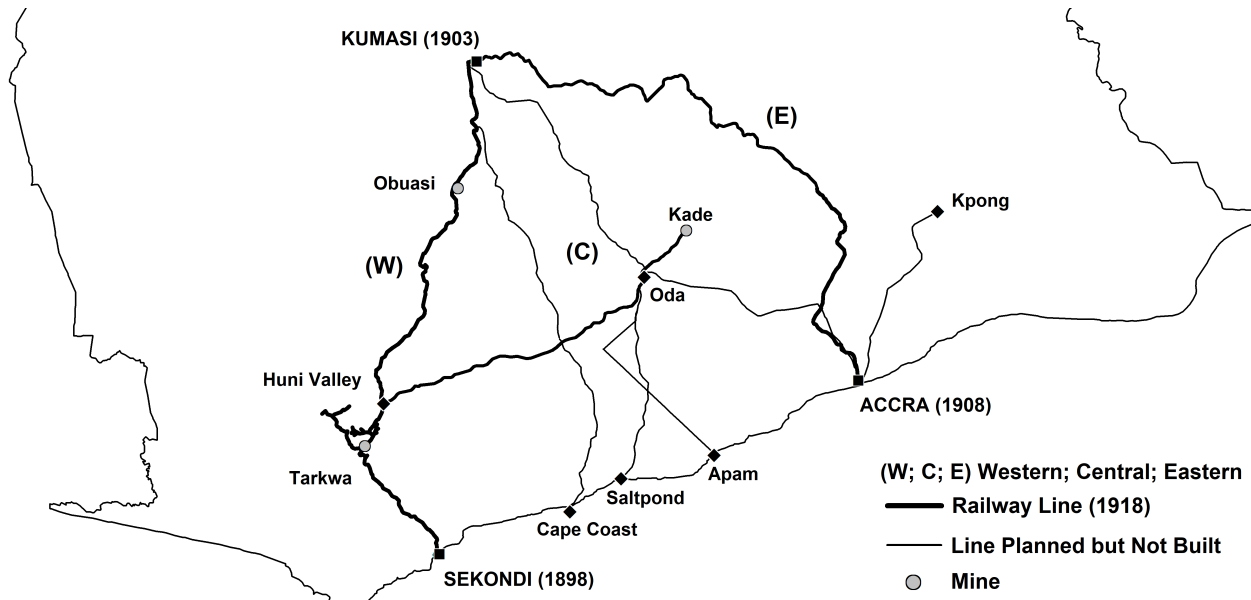 KUMASI (1903)
(E)
Obuasi
Kpong
Kade
(W)
(C)
Oda
Huni Valley
ACCRA (1908)
Tarkwa
Apam
(W; C; E) Western; Central; Eastern
Saltpond
Railway Line (1918)
Cape Coast
Line Planned but Not Built
SEKONDI (1898)
Mine